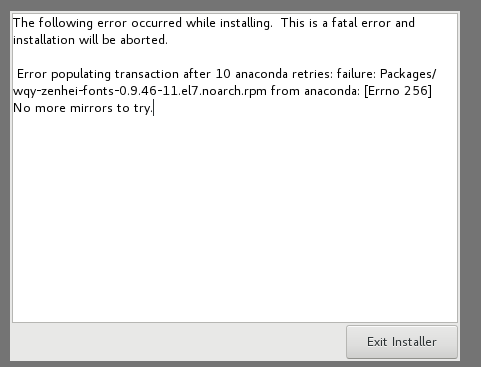 The following error occurred while installing.  This is a fatal error and
installation will be aborted.
Error populating transaction after 10 anaconda retries: failure: Packages/
wqy-zenhei-fonts-0.9.46-11.el7.noarch.rpm from anaconda: [Errno 256]
No more mirrors to try.
Exit Installer